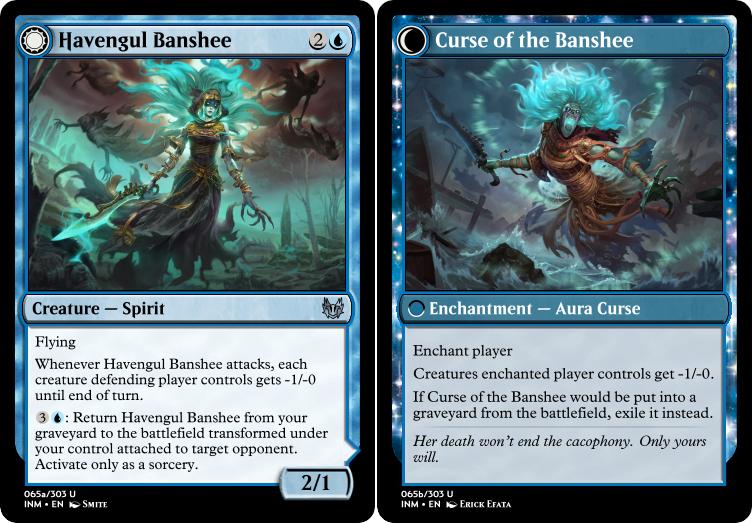 Havengul Banshee 2
Creature — Spirit
Flying
Whenever Havengul Banshee attacks, each
creature defending player controls gets -1/-0
until end of turn.
3 : Return Havengul Banshee from your
graveyard to the battlefield transformed under
your control attached to target opponent.
Activate only as a sorcery.
2/1
065a/303 U
INM • EN Smite
Curse of the Banshee
Enchantment — Aura Curse
Enchant player
Creatures enchanted player controls get -1/-0.
If Curse of the Banshee would be put into a
graveyard from the battlefield, exile it instead.
Her death won't end the cacophony. Only yours
will.
065b/303 U
INM • EN Erick Efata